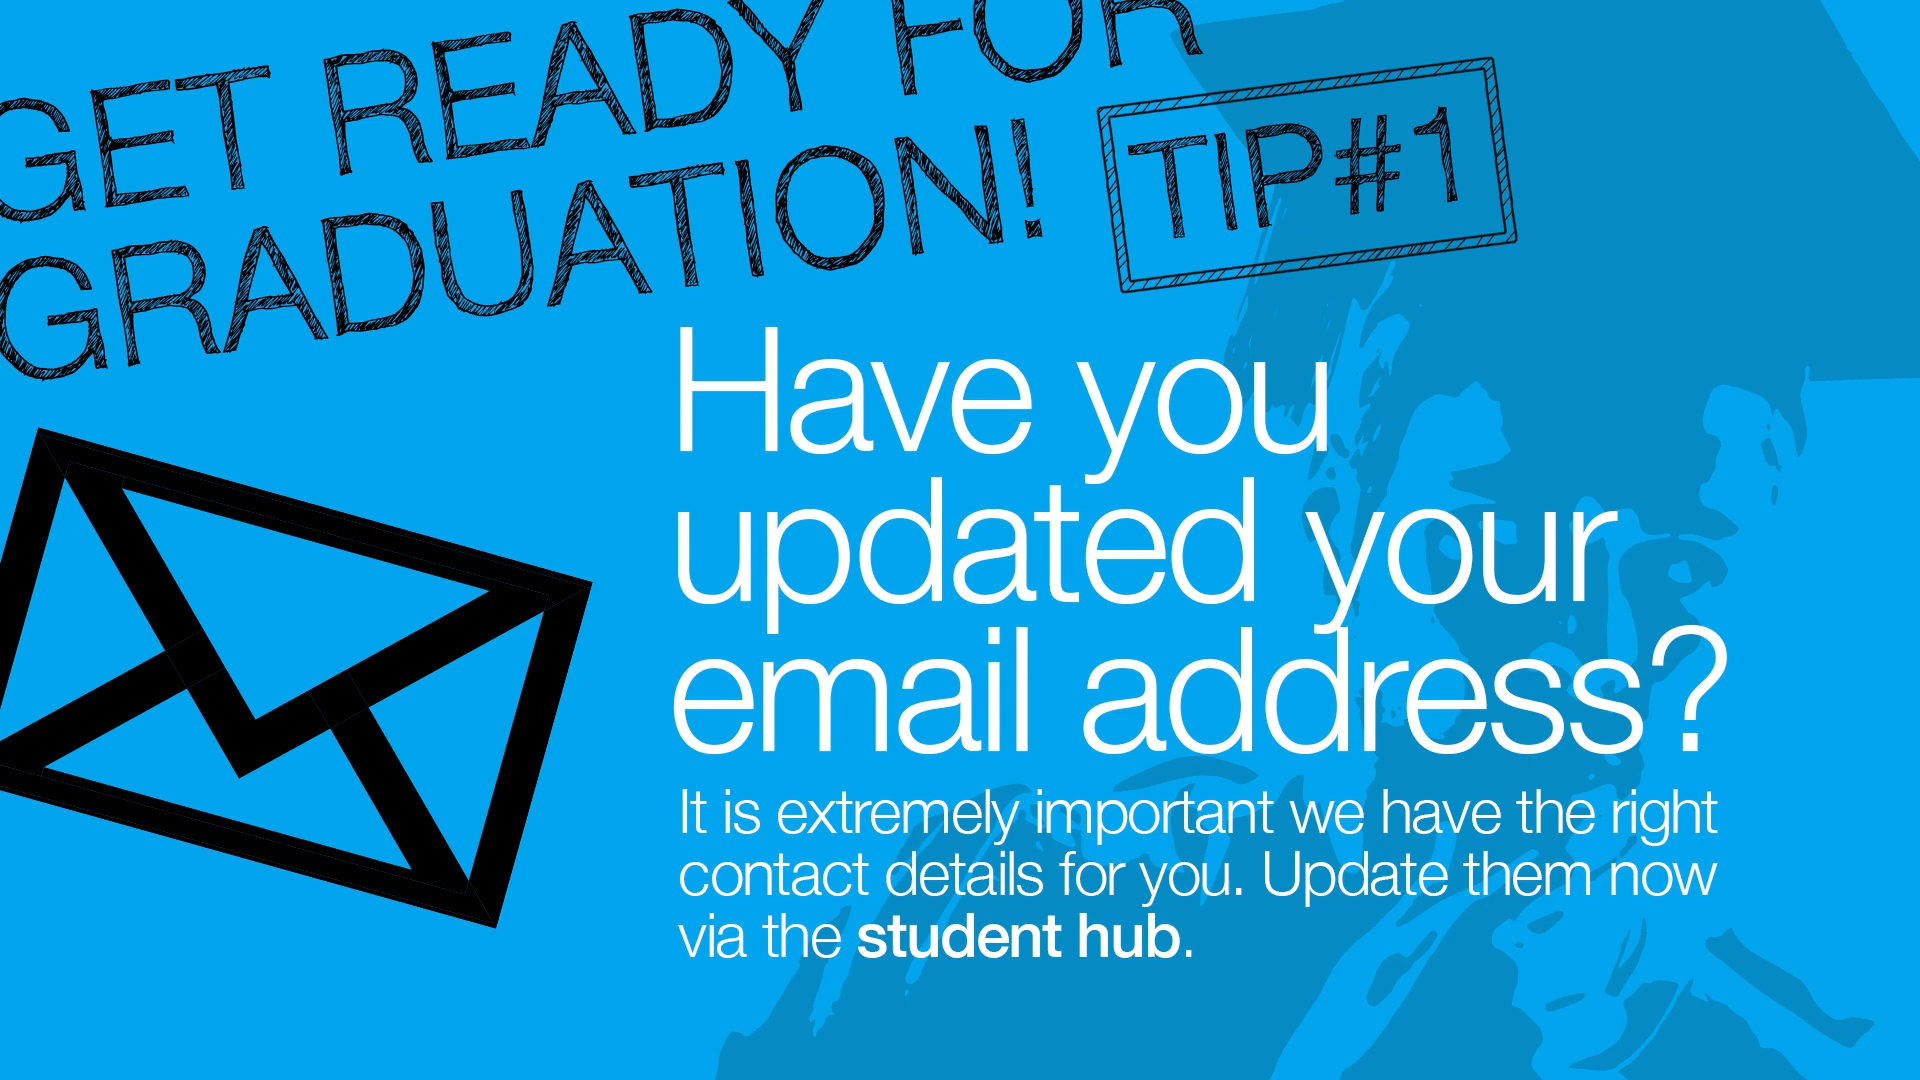 GET READY FOR
GRADUATION! TIP#1
Have you
updated your
email address?
It is extremely important we have the right
contact details for you. Update them now
via the student hub.